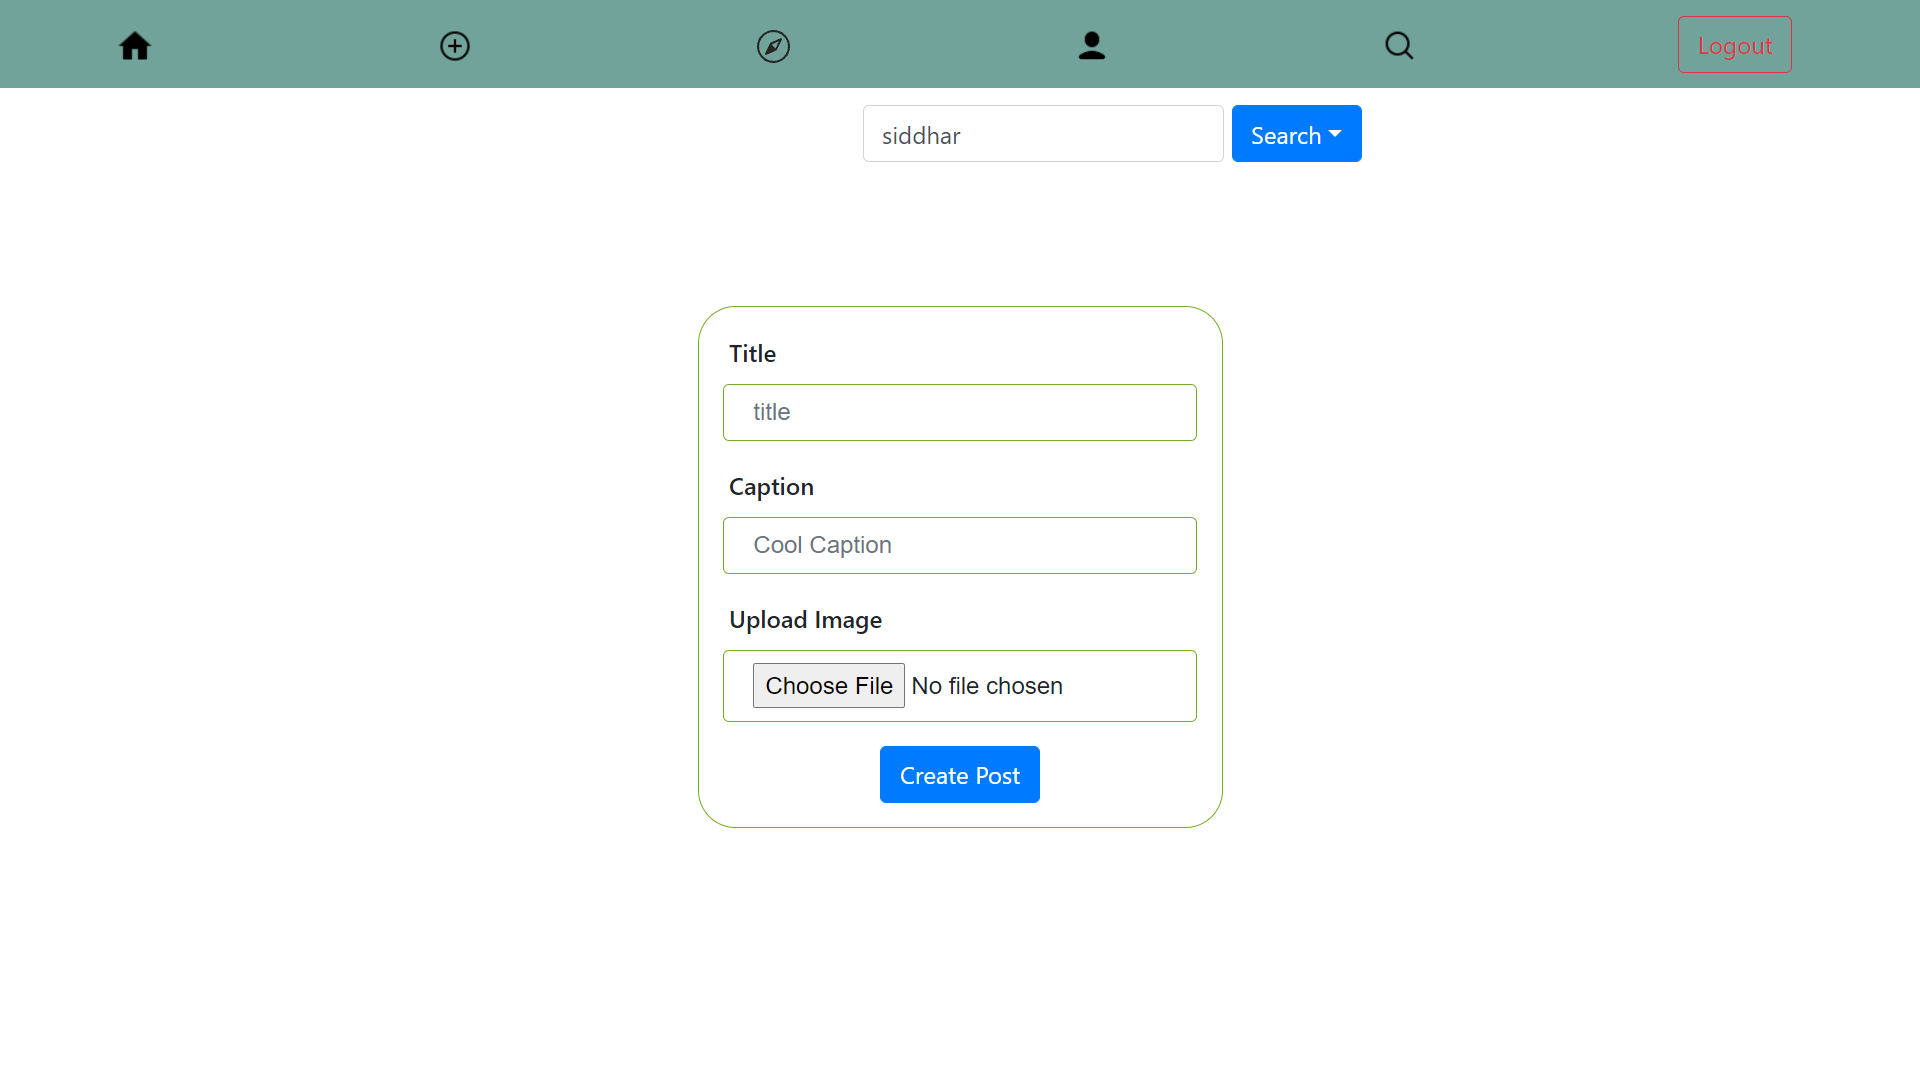 Logout
siddhar
Search
Title
title
Caption
Cool Caption
Upload Image
Choose File No file chosen
Create Post